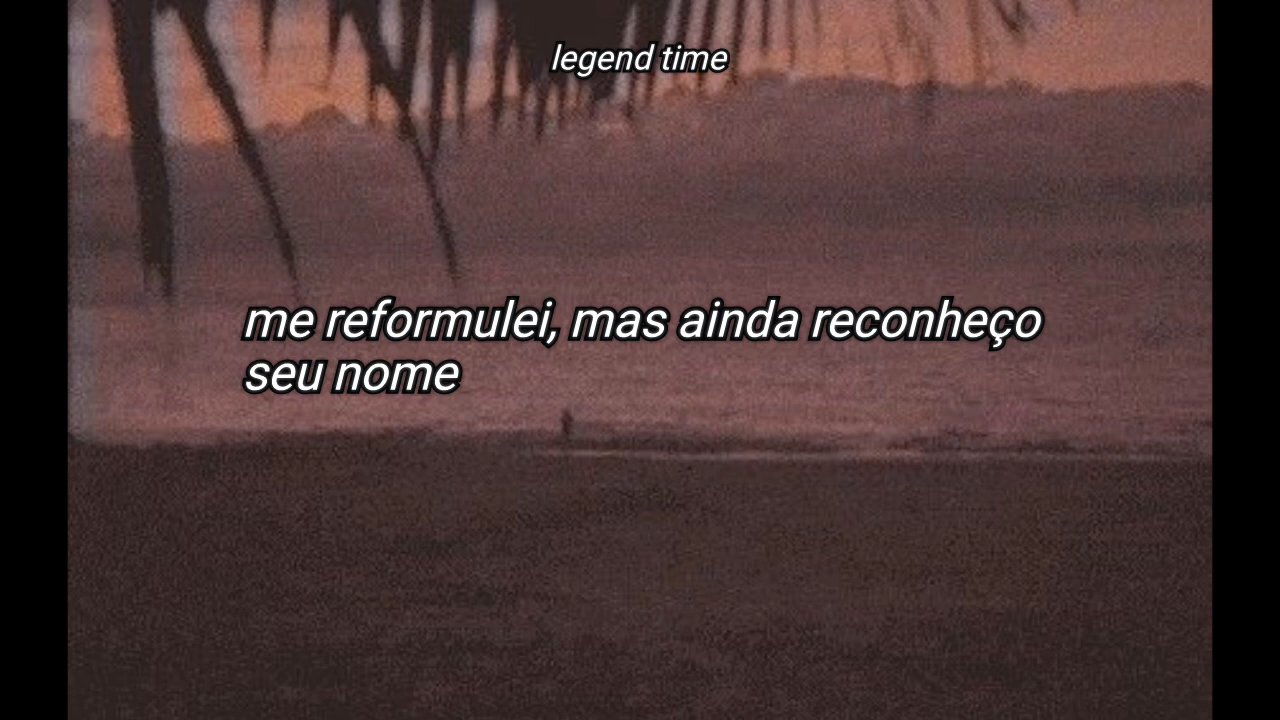 legend time
me reformulei, mas ainda reconheço
seu nome